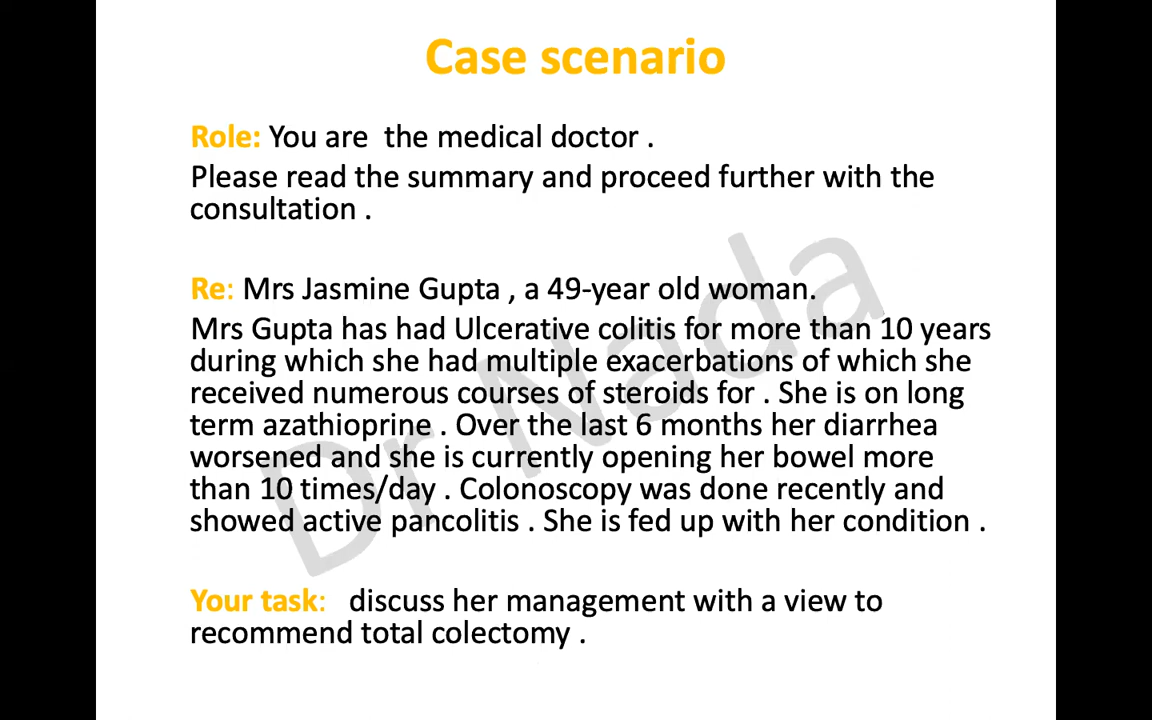 Case scenario
Role: You are the medical doctor .
Please read the summary and proceed further with the
consultation .
Re: Mrs Jasmine Gupta , a 49-year old woman.
Mrs Gupta has had Ulcerative colitis for more than 10 years
during which she had multiple exacerbations of which she
received numerous courses of steroids for . She is on long
term azathioprine . Over the last 6 months her diarrhea
worsened and she is currently opening her bowel more
than 10 times/day . Colonoscopy was done recently and
showed active pancolitis . She is fed up with her condition .
Your task: discuss her management with a view to
recommend total colectomy .
Dr Nada